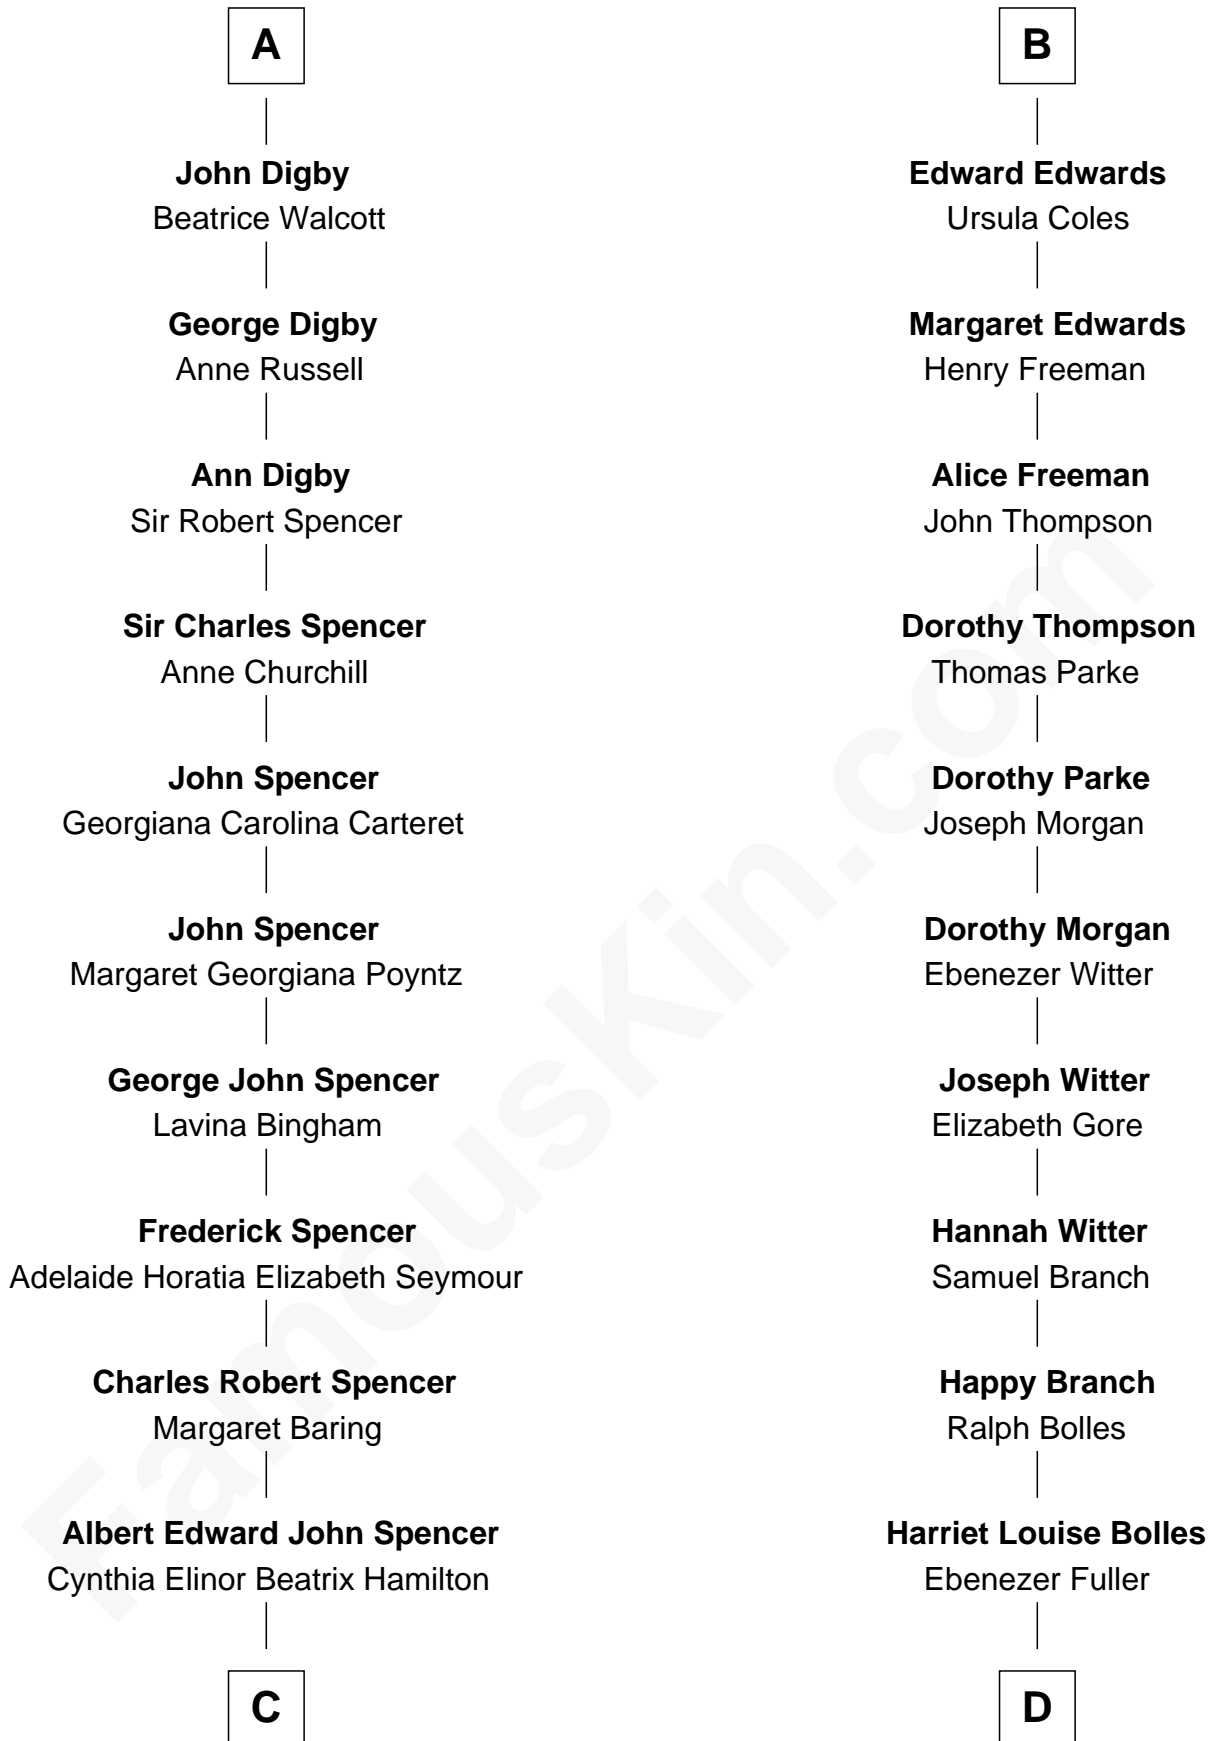 A
John Digby
Beatrice Walcott
George Digby
Anne Russell
Ann Digby
Sir Robert Spencer
Sir Charles Spencer
Anne Churchill
John Spencer
Georgiana Carolina Carteret
John Spencer
Margaret Georgiana Poyntz
George John Spencer
Lavina Bingham
Frederick Spencer
Adelaide Horatia Elizabeth Seymour
Charles Robert Spencer
Margaret Baring
Albert Edward John Spencer
Cynthia Elinor Beatrix Hamilton
C
B
Edward Edwards
Ursula Coles
Margaret Edwards
Henry Freeman
Alice Freeman
John Thompson
Dorothy Thompson
Thomas Parke
Dorothy Parke
Joseph Morgan
Dorothy Morgan
Ebenezer Witter
Joseph Witter
Elizabeth Gore
Hannah Witter
Samuel Branch
Happy Branch
Ralph Bolles
Harriet Louise Bolles
Ebenezer Fuller
D
FamousKin.com